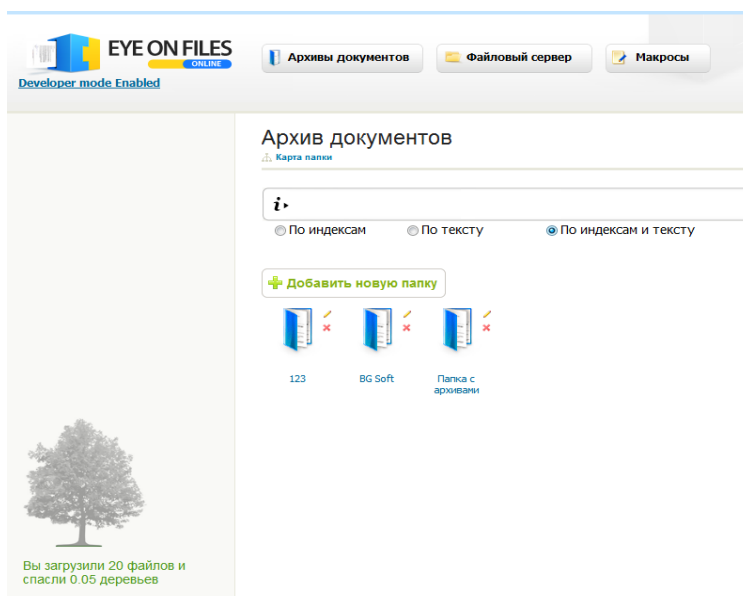 EYE ON FILES
ONLINE
Developer mode Enabled
Архивы документов
Файловый сервер
Макросы
Архив документов
Карта папки
i
По индексам
По тексту
По индексам и тексту
Добавить новую папку
123
BG Soft
Папка с
архивами
Вы загрузили 20 файлов и
спасли 0.05 деревьев